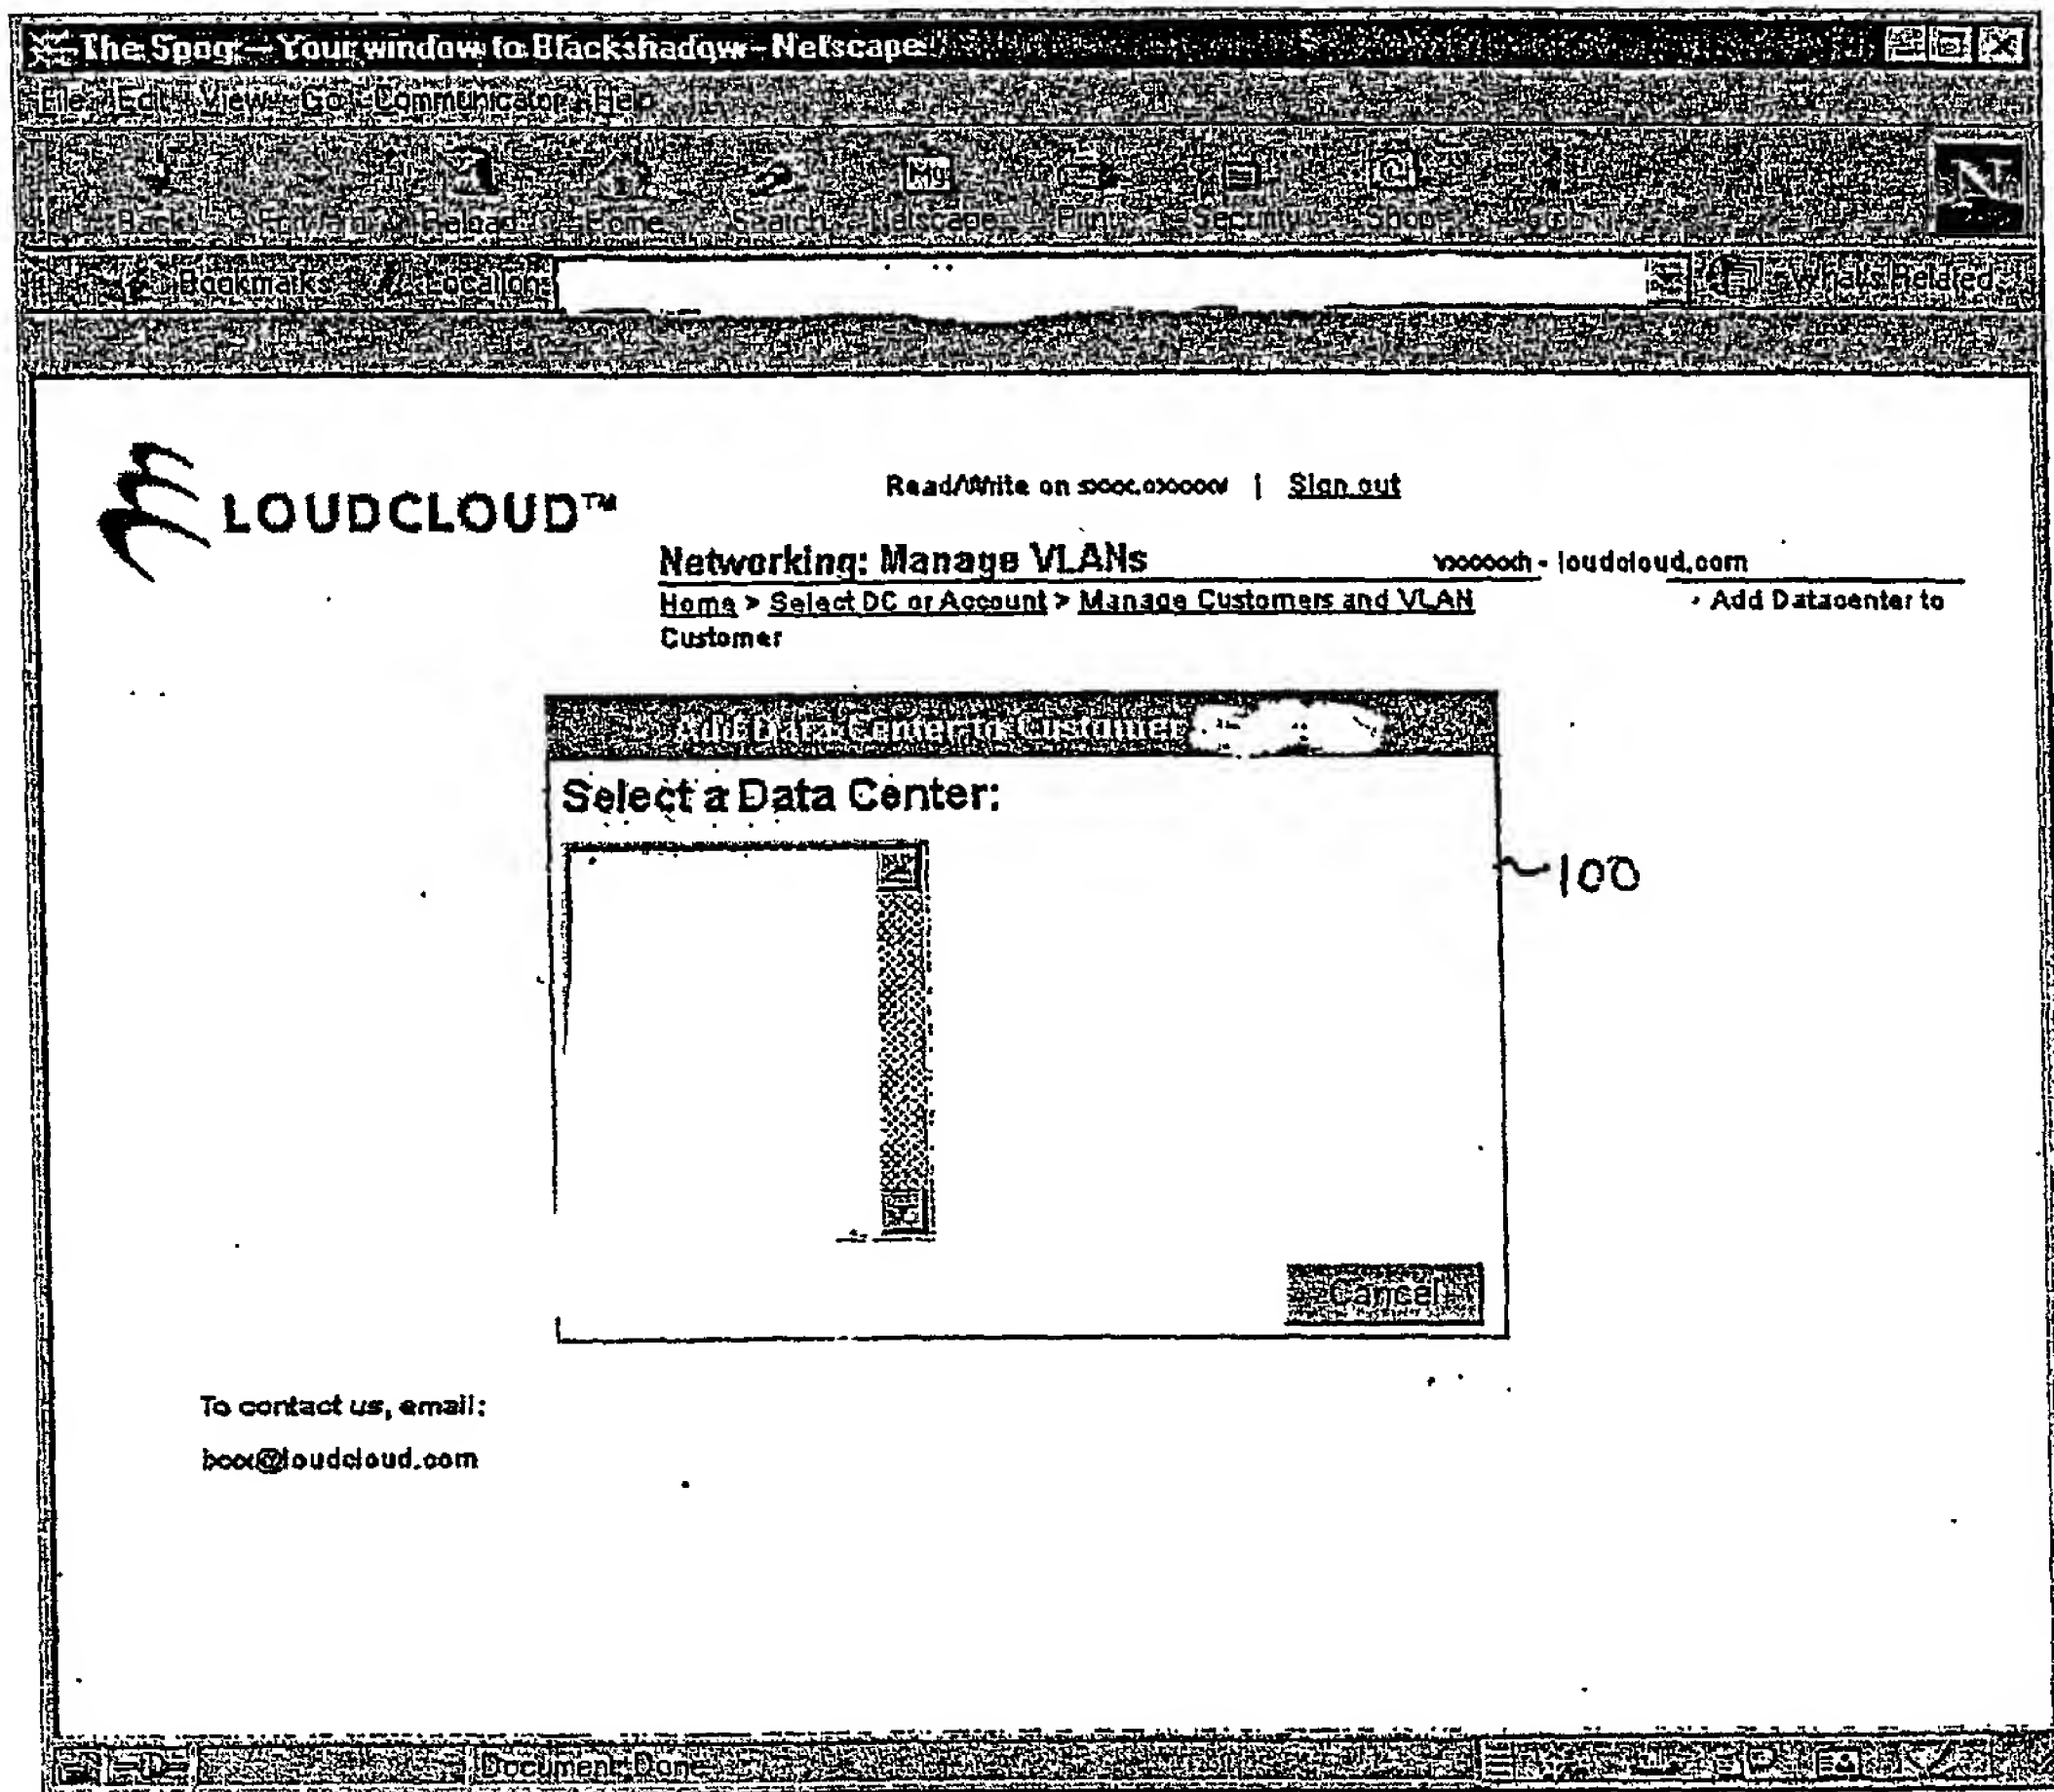 The Spog — Your window to Blackshadow - Netscape
File Edit View Go Communicator Help
Back Forward Reload Home Search Netscape Print Security Shop
Bookmarks Location: What's Related
N
LOUDCLOUD™
Read/Write on | Sign out
Networking: Manage VLANs
- loudcloud.com
Home > Select DC or Account > Manage Customers and VLAN
• Add Datacenter to
Customer
Add Data Center to Customer
Select a Data Center:
100
Cancel
To contact us, email:
bxxx@loudcloud.com
Document: Done